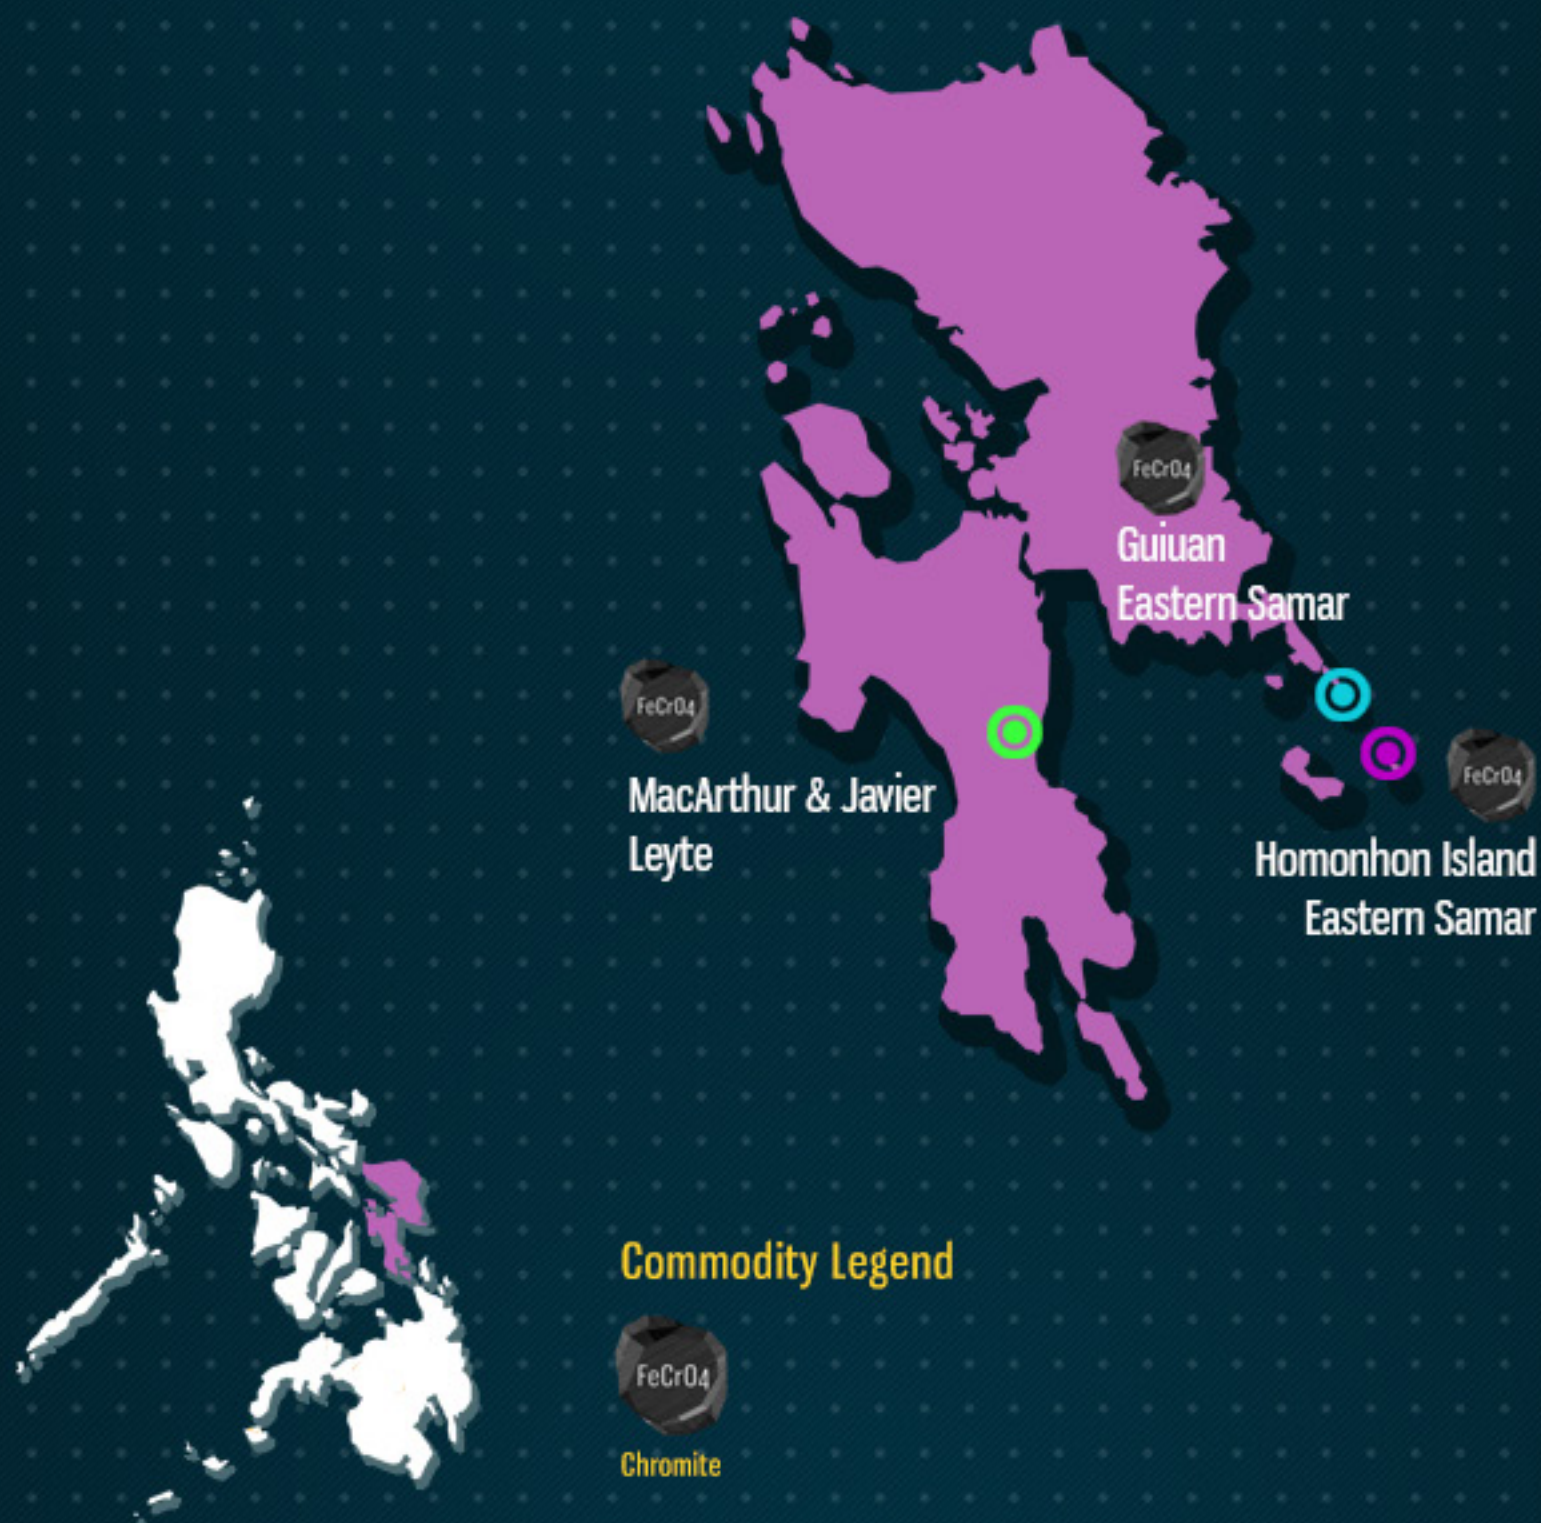 FeCrO4
Guiuan
Eastern Samar
FeCrO4
MacArthur & Javier
Leyte
FeCrO4
Homonhon Island
Eastern Samar
Commodity Legend
FeCrO4
Chromite